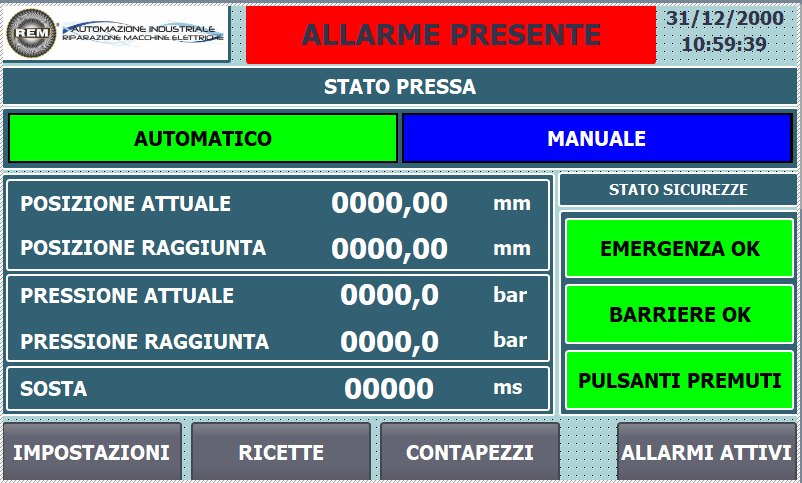 REM
AUTOMAZIONE INDUSTRIALE
RIPARAZIONE MACCHINE ELETTRICHE
ALLARME PRESENTE
31/12/2000
10:59:39
STATO PRESSA
AUTOMATICO
MANUALE
POSIZIONE ATTUALE 0000,00 mm
POSIZIONE RAGGIUNTA 0000,00 mm
PRESSIONE ATTUALE 0000,0 bar
PRESSIONE RAGGIUNTA 0000,0 bar
SOSTA 00000 ms
STATO SICUREZZE
EMERGENZA OK
BARRIERE OK
PULSANTI PREMUTI
IMPOSTAZIONI
RICETTE
CONTAPEZZI
ALLARMI ATTIVI